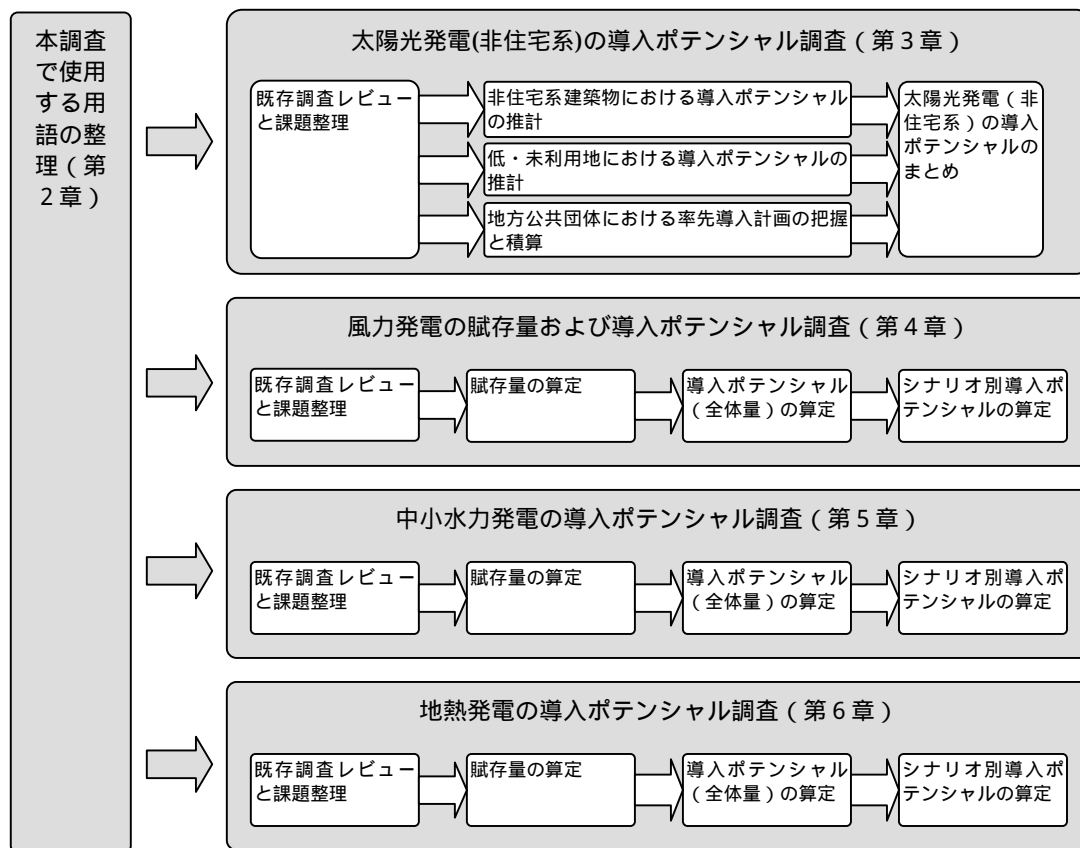 本調査
で使用
する用
語の整
理（第
２章）
太陽光発電(非住宅系)の導入ポテンシャル調査（第３章）
既存調査レビュー
と課題整理
非住宅系建築物における導入ポテンシャル
の推計
低・未利用地における導入ポテンシャルの
推計
地方公共団体における率先導入計画の把握
と積算
太陽光発電（非
住宅系）の導入
ポテンシャルの
まとめ
風力発電の賦存量および導入ポテンシャル調査（第４章）
既存調査レビュー
と課題整理
賦存量の算定
導入ポテンシャル
（全体量）の算定
シナリオ別導入ポ
テンシャルの算定
中小水力発電の導入ポテンシャル調査（第５章）
既存調査レビュー
と課題整理
賦存量の算定
導入ポテンシャル
（全体量）の算定
シナリオ別導入ポ
テンシャルの算定
地熱発電の導入ポテンシャル調査（第６章）
既存調査レビュー
と課題整理
賦存量の算定
導入ポテンシャル
（全体量）の算定
シナリオ別導入ポ
テンシャルの算定